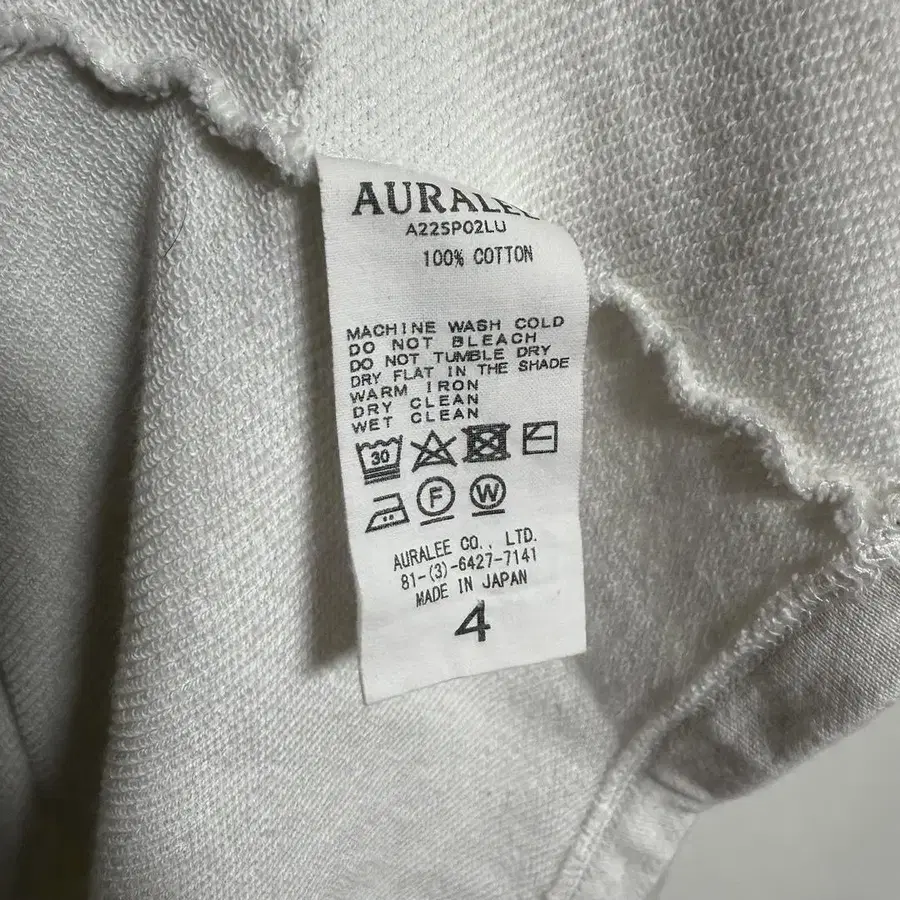 AURALEE
A22SP02LU
100% COTTON
MACHINE WASH COLD
DO NOT BLEACH
DO NOT TUMBLE DRY
DRY FLAT IN THE SHADE
WARM IRON
DRY CLEAN
WET CLEAN
30
F W
AURALEE CO., LTD.
81-(3)-6427-7141
MADE IN JAPAN
4